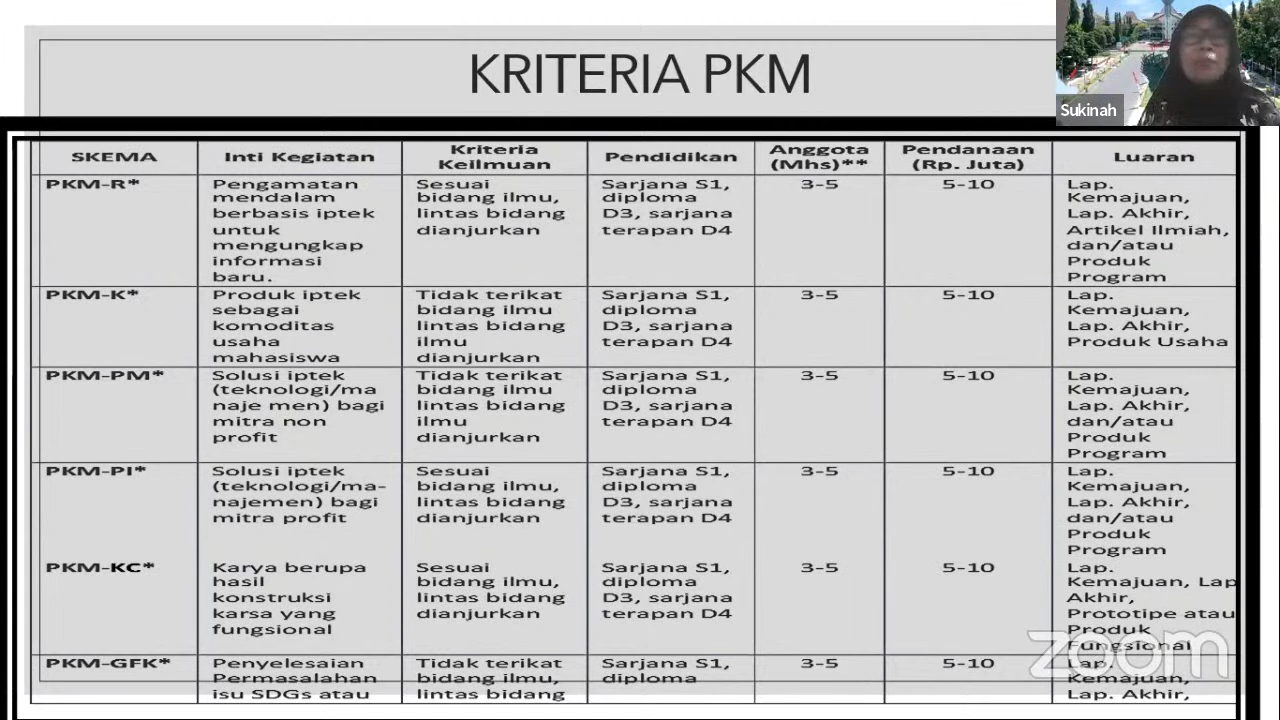 KRITERIA PKM
Sukinah
SKEMA
Inti Kegiatan
Kriteria
Keilmuan
Pendidikan
Anggota
(Mhs)**
Pendanaan
(Rp. Juta)
Luaran
PKM-R*
Pengamatan
mendalam
berbasis iptek
untuk
mengungkap
informasi
baru.
Sesuai
bidang ilmu,
lintas bidang
dianjurkan
Sarjana S1,
diploma
D3, sarjana
terapan D4
3-5
5-10
Lap.
Kemajuan,
Lap. Akhir,
Artikel Ilmiah,
dan/atau
Produk
Program
PKM-K*
Produk iptek
sebagai
komoditas
usaha
mahasiswa
Tidak terikat
bidang ilmu
lintas bidang
ilmu
dianjurkan
Sarjana S1,
diploma
D3, sarjana
terapan D4
3-5
5-10
Lap.
Kemajuan,
Lap. Akhir,
Produk Usaha
PKM-PM*
Solusi iptek
(teknologi/ma
naje men) bagi
mitra non
profit
Tidak terikat
bidang ilmu
lintas bidang
ilmu
dianjurkan
Sarjana S1,
diploma
D3, sarjana
terapan D4
3-5
5-10
Lap.
Kemajuan,
Lap. Akhir,
dan/atau
Produk
Program
PKM-PI*
Solusi iptek
(teknologi/ma-
najemen) bagi
mitra profit
Sesuai
bidang ilmu,
lintas bidang
dianjurkan
Sarjana S1,
diploma
D3, sarjana
terapan D4
3-5
5-10
Lap.
Kemajuan,
Lap. Akhir,
dan/atau
Produk
Program
PKM-KC*
Karya berupa
hasil
konstruksi
karsa yang
fungsional
Sesuai
bidang ilmu,
lintas bidang
dianjurkan
Sarjana S1,
diploma
D3, sarjana
terapan D4
3-5
5-10
Lap.
Kemajuan, Lap
Akhir,
Prototipe atau
Produk
Fungsional
PKM-GFK*
Penyelesaian
Permasalahan
isu SDGs atau
Tidak terikat
bidang ilmu,
lintas bidang
Sarjana S1,
diploma
3-5
5-10
Lap.
Kemajuan,
Lap. Akhir,
zoom